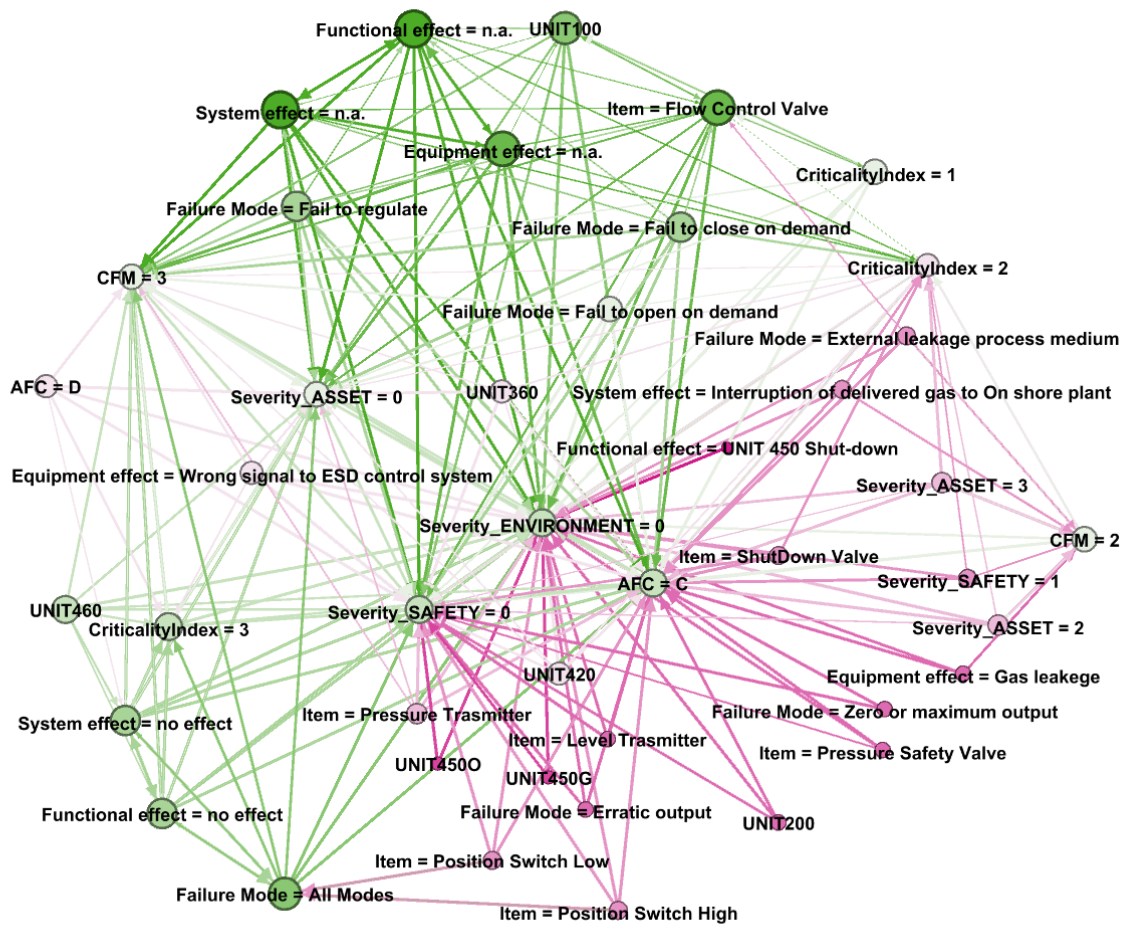 Functional effect = n.a.
UNIT100
System effect = n.a.
Item = Flow Control Valve
Equipment effect = n.a.
CriticalityIndex = 1
Failure Mode = Fail to regulate
Failure Mode = Fail to close on demand
CFM = 3
CriticalityIndex = 2
Failure Mode = Fail to open on demand
Failure Mode = External leakage process medium
AFC = D
Severity_ASSET = 0
UNIT360
System effect = Interruption of delivered gas to On shore plant
Functional effect = UNIT 450 Shut-down
Equipment effect = Wrong signal to ESD control system
Severity_ASSET = 3
Severity_ENVIRONMENT = 0
CFM = 2
Item = ShutDown Valve
AFC = C
Severity_SAFETY = 1
UNIT460
Severity_SAFETY = 0
CriticalityIndex = 3
Severity_ASSET = 2
UNIT420
Equipment effect = Gas leakege
System effect = no effect
Item = Pressure Trasmitter
Failure Mode = Zero or maximum output
Item = Level Trasmitter
Item = Pressure Safety Valve
UNIT450O
UNIT450G
Functional effect = no effect
Failure Mode = Erratic output
UNIT200
Item = Position Switch Low
Failure Mode = All Modes
Item = Position Switch High